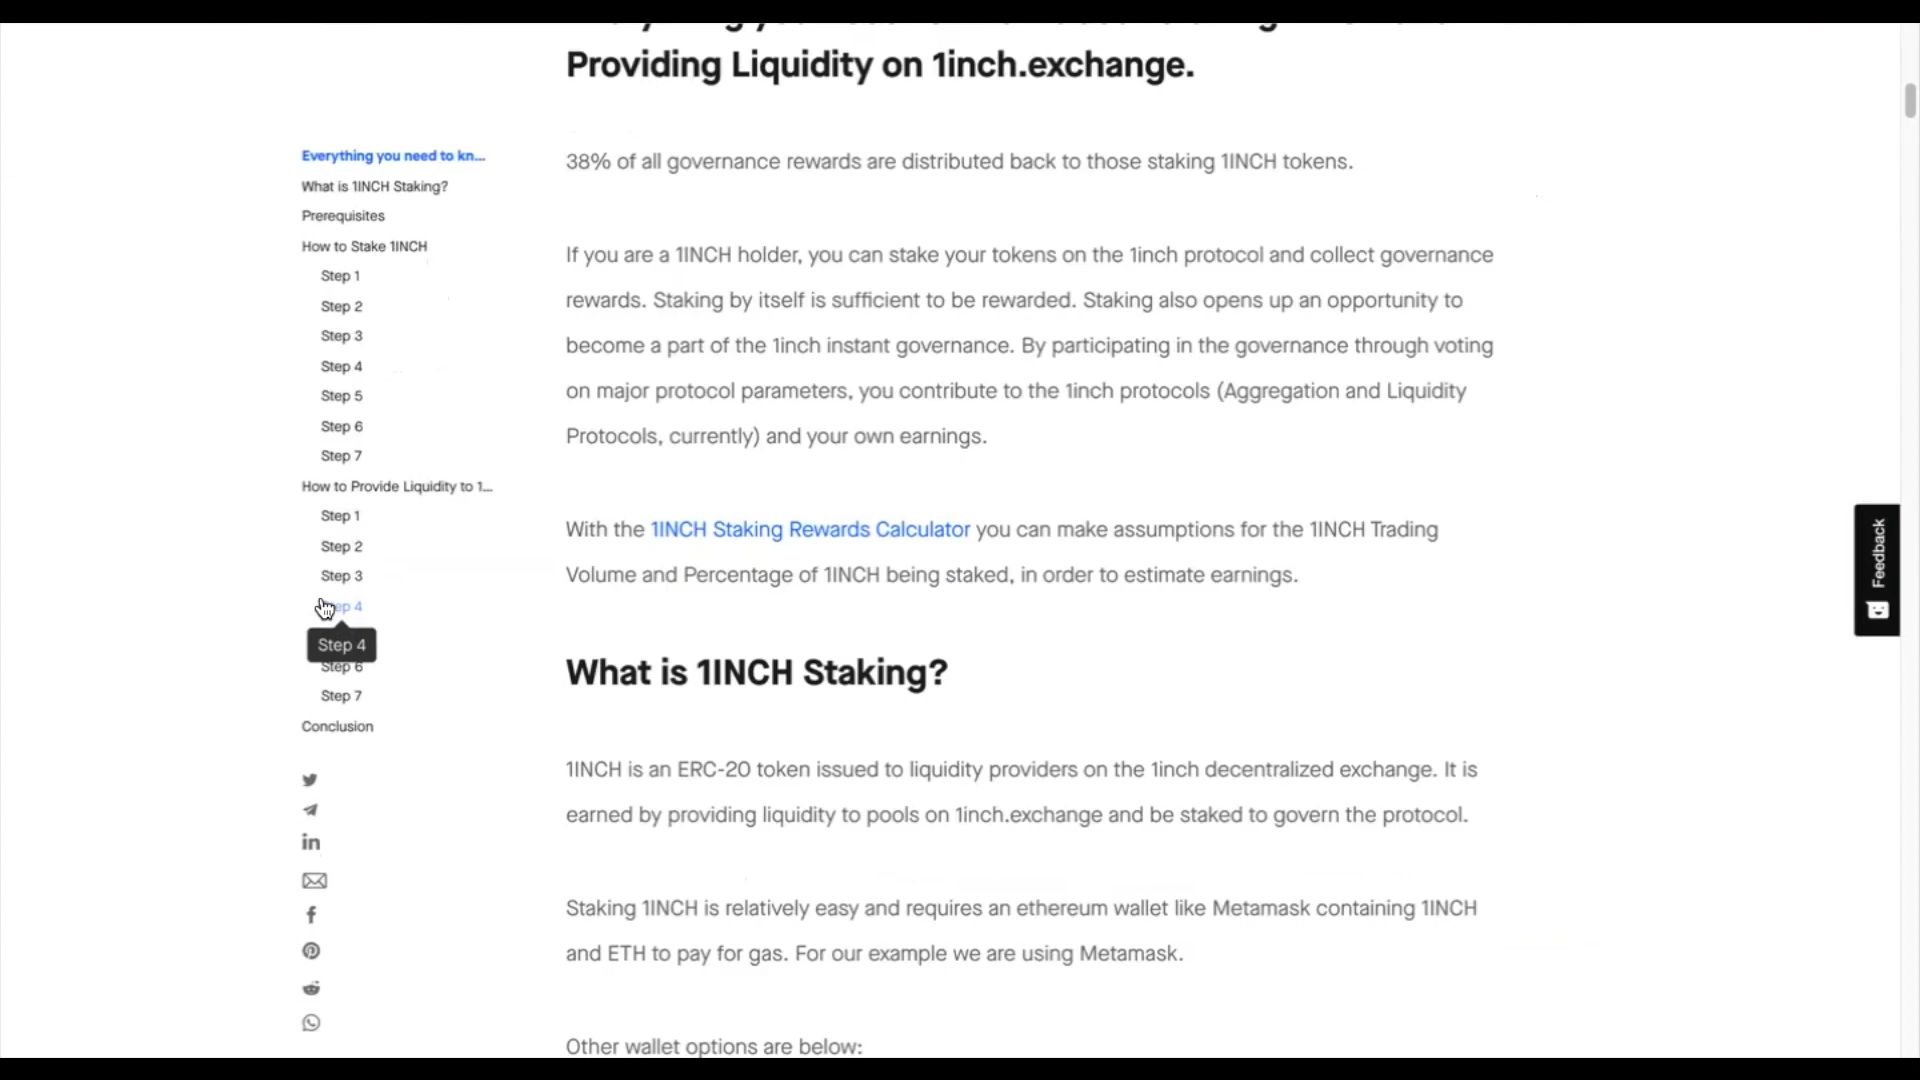 Providing Liquidity on 1inch.exchange.
Everything you need to kn...
What is 1INCH Staking?
Prerequisites
How to Stake 1INCH
Step 1
Step 2
Step 3
Step 4
Step 5
Step 6
Step 7
How to Provide Liquidity to 1...
Step 1
Step 2
Step 3
ep 4
Step 4
Step 6
Step 7
Conclusion
38% of all governance rewards are distributed back to those staking 1INCH tokens.
If you are a 1INCH holder, you can stake your tokens on the 1inch protocol and collect governance
rewards. Staking by itself is sufficient to be rewarded. Staking also opens up an opportunity to
become a part of the 1inch instant governance. By participating in the governance through voting
on major protocol parameters, you contribute to the 1inch protocols (Aggregation and Liquidity
Protocols, currently) and your own earnings.
With the 1INCH Staking Rewards Calculator you can make assumptions for the 1INCH Trading
Volume and Percentage of 1INCH being staked, in order to estimate earnings.
What is 1INCH Staking?
1INCH is an ERC-20 token issued to liquidity providers on the 1inch decentralized exchange. It is
earned by providing liquidity to pools on 1inch.exchange and be staked to govern the protocol.
Staking 1INCH is relatively easy and requires an ethereum wallet like Metamask containing 1INCH
and ETH to pay for gas. For our example we are using Metamask.
Other wallet options are below:
Feedback